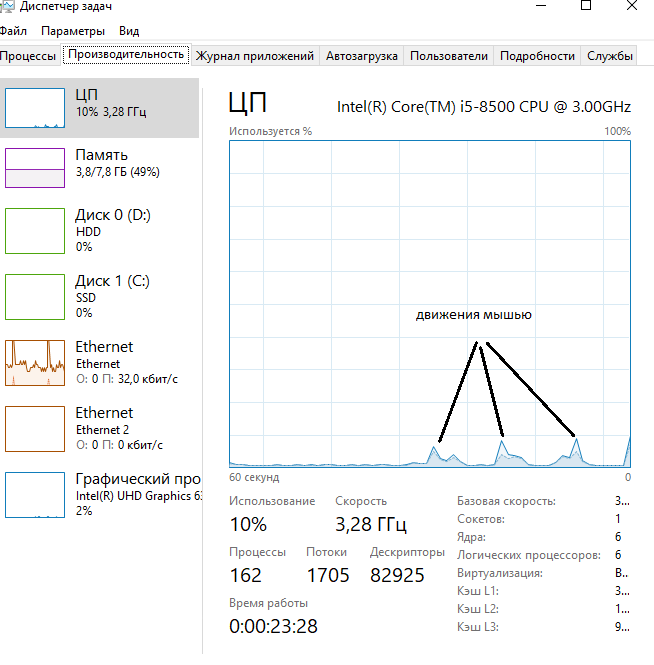 Диспетчер задач
Файл Параметры Вид
Процессы Производительность Журнал приложений Автозагрузка Пользователи Подробности Службы
ЦП
10% 3,28 ГГц
Память
3,8/7,8 ГБ (49%)
Диск 0 (D:)
HDD
0%
Диск 1 (C:)
SSD
0%
Ethernet
Ethernet
О: 0 П: 32,0 кбит/с
Ethernet
Ethernet 2
О: 0 П: 0 кбит/с
Графический про
Intel(R) UHD Graphics 63
2%
ЦП
Intel(R) Core(TM) i5-8500 CPU @ 3.00GHz
Используется %
100%
движения мышью
60 секунд
0
Использование Скорость
10% 3,28 ГГц
Процессы Потоки Дескрипторы
162 1705 82925
Время работы
0:00:23:28
Базовая скорость: 3...
Сокетов: 1
Ядра: 6
Логических процессоров: 6
Виртуализация: В...
Кэш L1: 3...
Кэш L2: 1...
Кэш L3: 9...